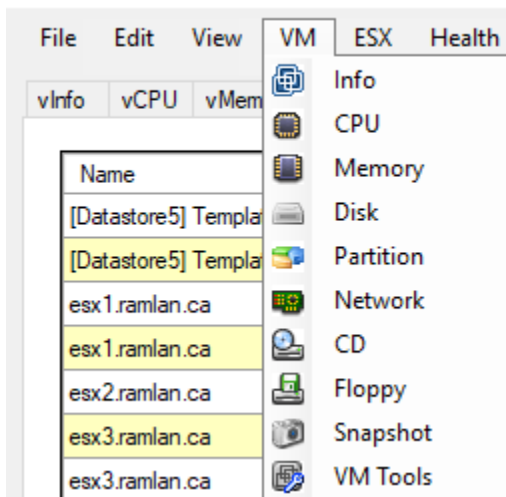 File Edit View VM ESX Health
vInfo vCPU vMem
Info
CPU
Memory
Disk
Partition
Network
CD
Floppy
Snapshot
VM Tools
Name
[Datastore5] Templa
[Datastore5] Templa
esx1.ramlan.ca
esx1.ramlan.ca
esx2.ramlan.ca
esx3.ramlan.ca
esx3.ramlan.ca